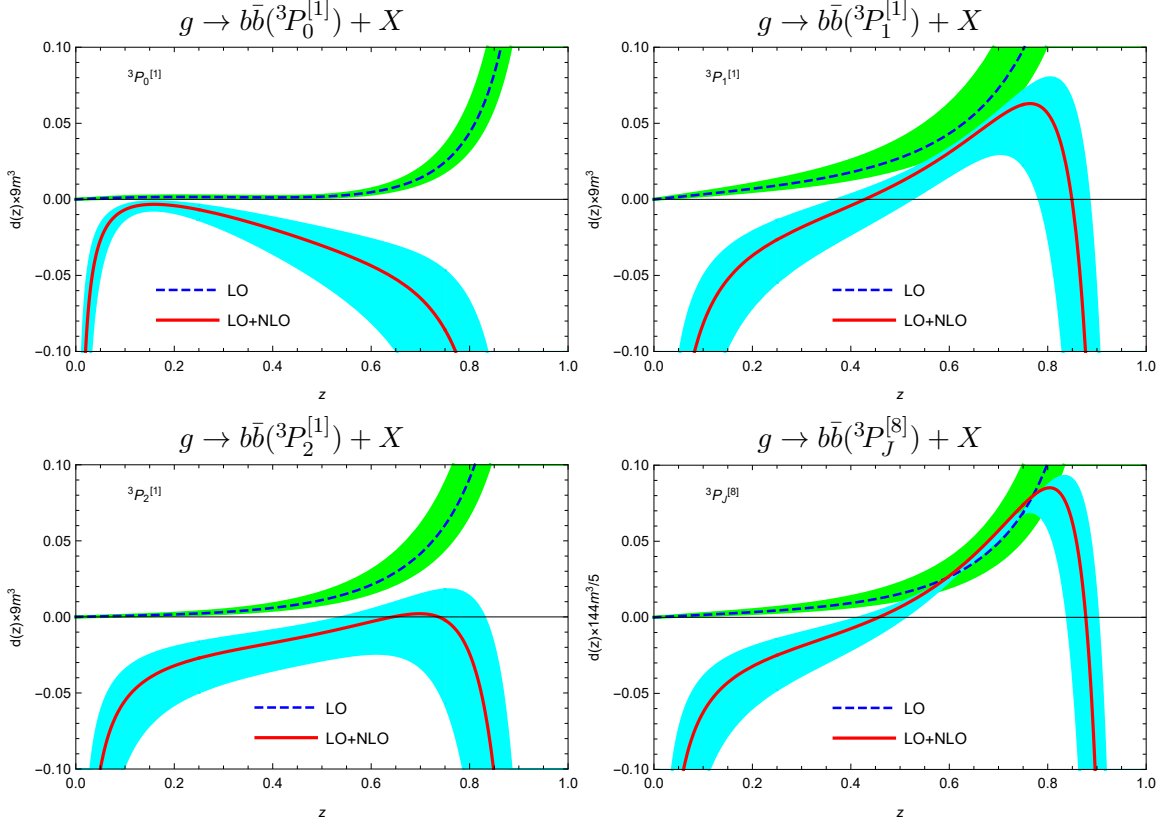 g → bb̄(³P₀^[1]) + X
g → bb̄(³P₁^[1]) + X
³P₀^[1]
LO
LO+NLO
d(z)×9m³
0.10
0.05
0.00
−0.05
−0.10
0.0 0.2 0.4 0.6 0.8 1.0
z
³P₁^[1]
LO
LO+NLO
d(z)×9m³
0.10
0.05
0.00
−0.05
−0.10
0.0 0.2 0.4 0.6 0.8 1.0
z
g → bb̄(³P₂^[1]) + X
g → bb̄(³P_J^[8]) + X
³P₂^[1]
LO
LO+NLO
d(z)×9m³
0.10
0.05
0.00
−0.05
−0.10
0.0 0.2 0.4 0.6 0.8 1.0
z
³P_J^[8]
LO
LO+NLO
d(z)×144m³/5
0.10
0.05
0.00
−0.05
−0.10
0.0 0.2 0.4 0.6 0.8 1.0
z